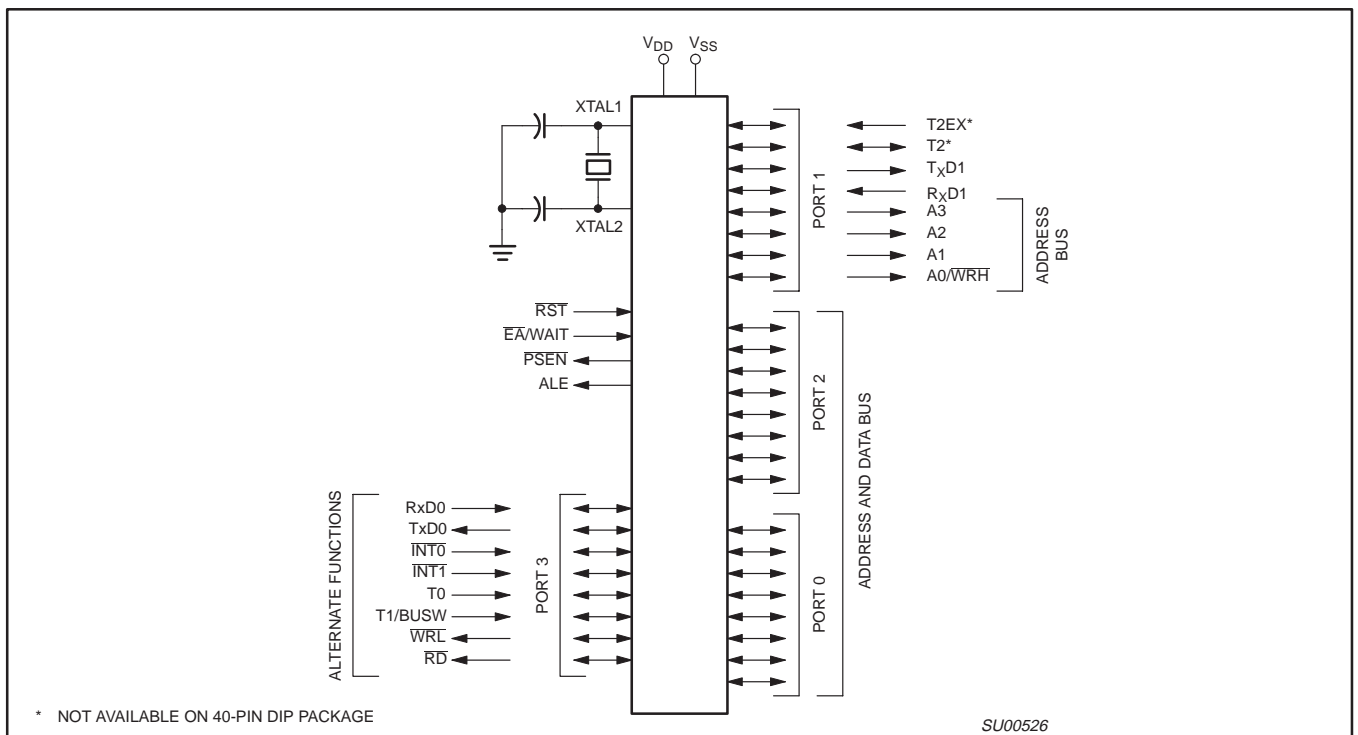 VDD VSS
XTAL1
XTAL2
RST
EA/WAIT
PSEN
ALE
PORT 1
T2EX*
T2*
TXD1
RXD1
A3
A2
A1
A0/WRH
ADDRESS
BUS
PORT 2
ADDRESS AND DATA BUS
PORT 0
ALTERNATE FUNCTIONS
RxD0
TxD0
INT0
INT1
T0
T1/BUSW
WRL
RD
PORT 3
* NOT AVAILABLE ON 40-PIN DIP PACKAGE
SU00526